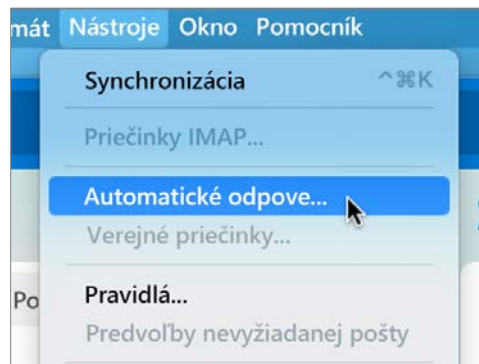 mát Nástroje Okno Pomocník
Synchronizácia ^⌘K
Priečinky IMAP...
Automatické odpove...
Verejné priečinky...
Po
Pravidlá...
Predvoľby nevyžiadanej pošty